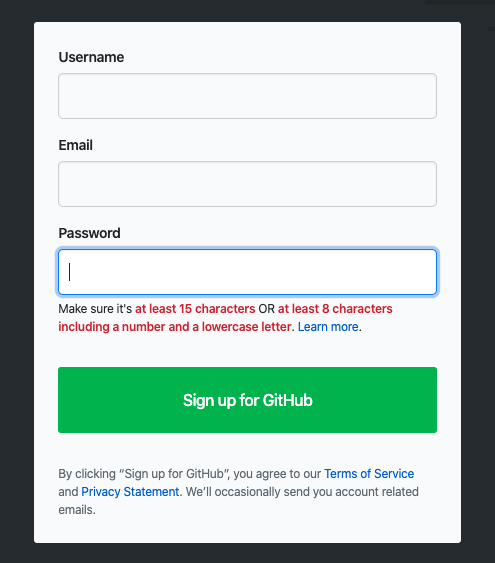 Username
Email
Password
Make sure it's at least 15 characters OR at least 8 characters
including a number and a lowercase letter. Learn more.
Sign up for GitHub
By clicking “Sign up for GitHub”, you agree to our Terms of Service
and Privacy Statement. We’ll occasionally send you account related
emails.